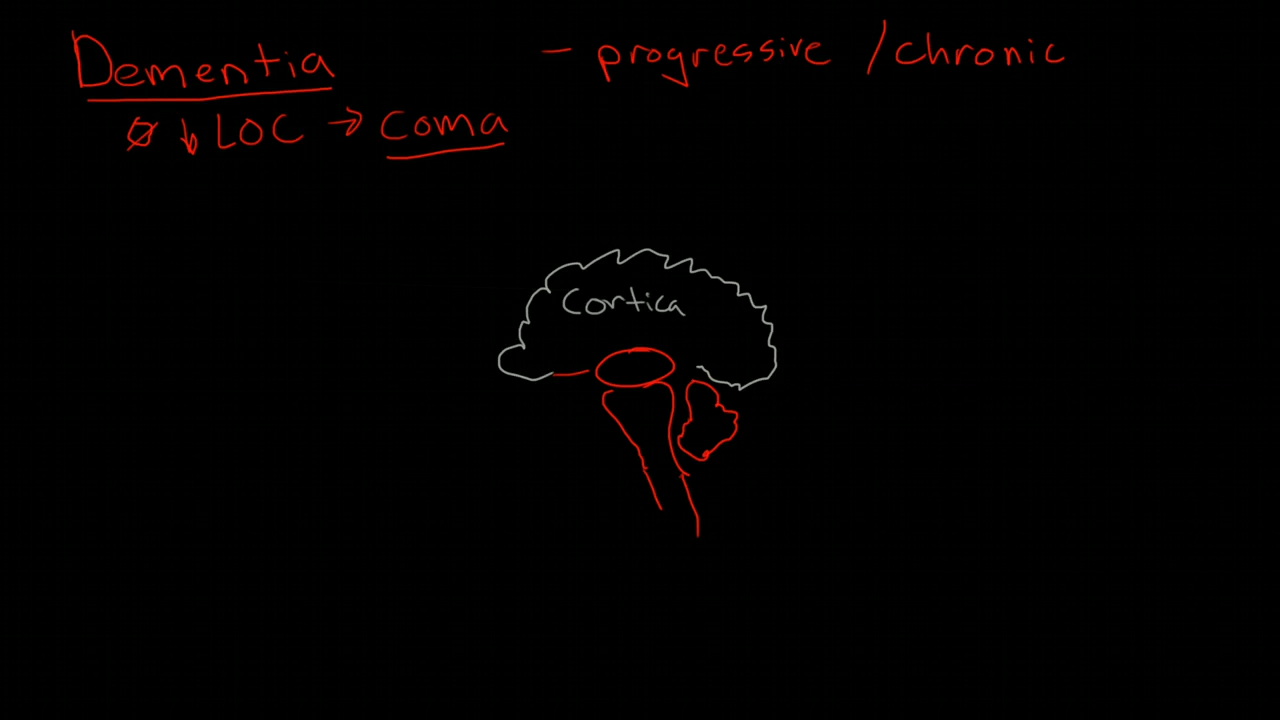 Dementia
- progressive / chronic
Ø ↓ LOC → Coma
Cortica